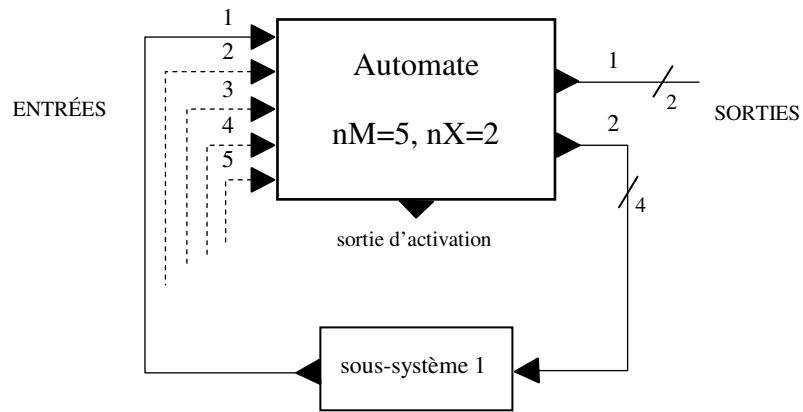 1
2
3
4
5
ENTRÉES
Automate
nM=5, nX=2
1
2
SORTIES
2
4
sortie d'activation
sous-système 1